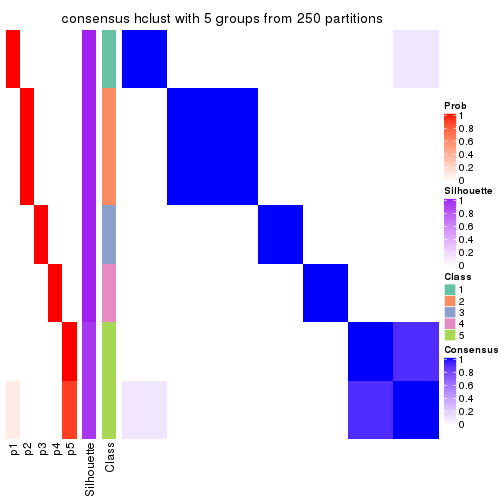 consensus hclust with 5 groups from 250 partitions
Prob
1
0.8
0.6
0.4
0.2
0
Silhouette
1
0.8
0.6
0.4
0.2
0
Class
1
2
3
4
5
Consensus
1
0.8
0.6
0.4
0.2
0
p1
p2
p3
p4
p5
Silhouette
Class